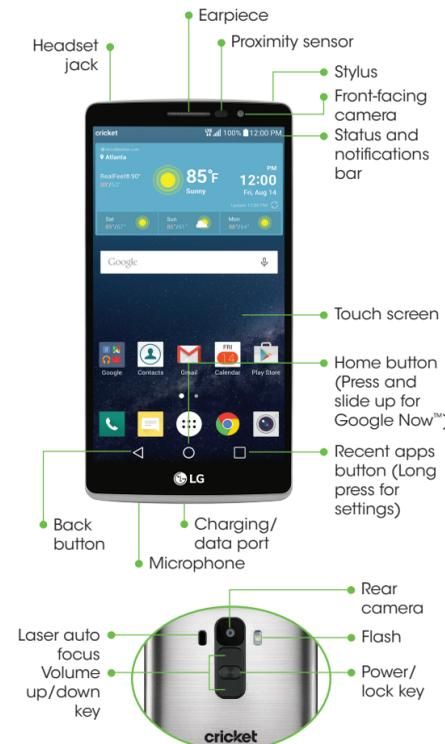 Earpiece
Headset
jack
Proximity sensor
Stylus
Front-facing
camera
Status and
notifications
bar
cricket
100% 12:00 PM
Atlanta
RealFeel® 90°
85°F
Sunny
PM
12:00
Fri, Aug 14
Sat
Sun
Mon
Google
Touch screen
FRI
14
Google
Contacts
Gmail
Calendar
Play Store
Home button
(Press and
slide up for
Google Now™)
LG
Recent apps
button (Long
press for
settings)
Back
button
Charging/
data port
Microphone
Rear
camera
Laser auto
focus
Flash
Volume
up/down
key
Power/
lock key
cricket